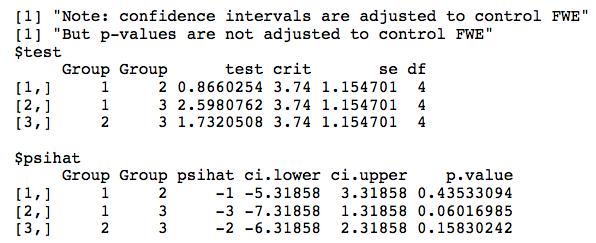 [1] "Note: confidence intervals are adjusted to control FWE"
[1] "But p-values are not adjusted to control FWE"
$test
     Group Group      test crit       se df
[1,]     1     2 0.8660254 3.74 1.154701  4
[2,]     1     3 2.5980762 3.74 1.154701  4
[3,]     2     3 1.7320508 3.74 1.154701  4
$psihat
     Group Group psihat ci.lower ci.upper    p.value
[1,]     1     2     -1 -5.31858  3.31858 0.43533094
[2,]     1     3     -3 -7.31858  1.31858 0.06016985
[3,]     2     3     -2 -6.31858  2.31858 0.15830242